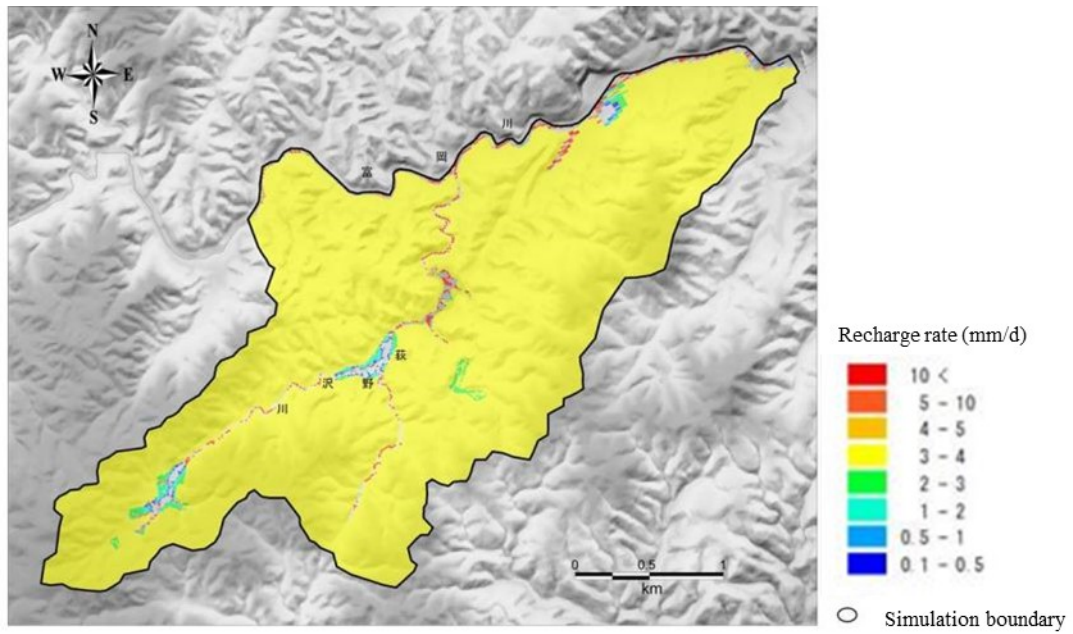 N
W E
S
川
岡
富
荻
沢 野
川
0 0.5 1
km
Recharge rate (mm/d)
10 <
5 - 10
4 - 5
3 - 4
2 - 3
1 - 2
0.5 - 1
0.1 - 0.5
Simulation boundary